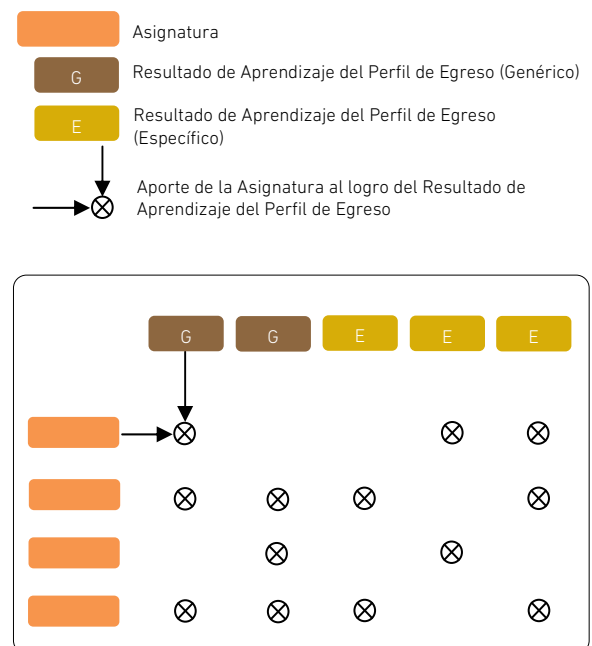 Asignatura
G
Resultado de Aprendizaje del Perfil de Egreso (Genérico)
E
Resultado de Aprendizaje del Perfil de Egreso
(Específico)
Aporte de la Asignatura al logro del Resultado de
Aprendizaje del Perfil de Egreso
G G E E E